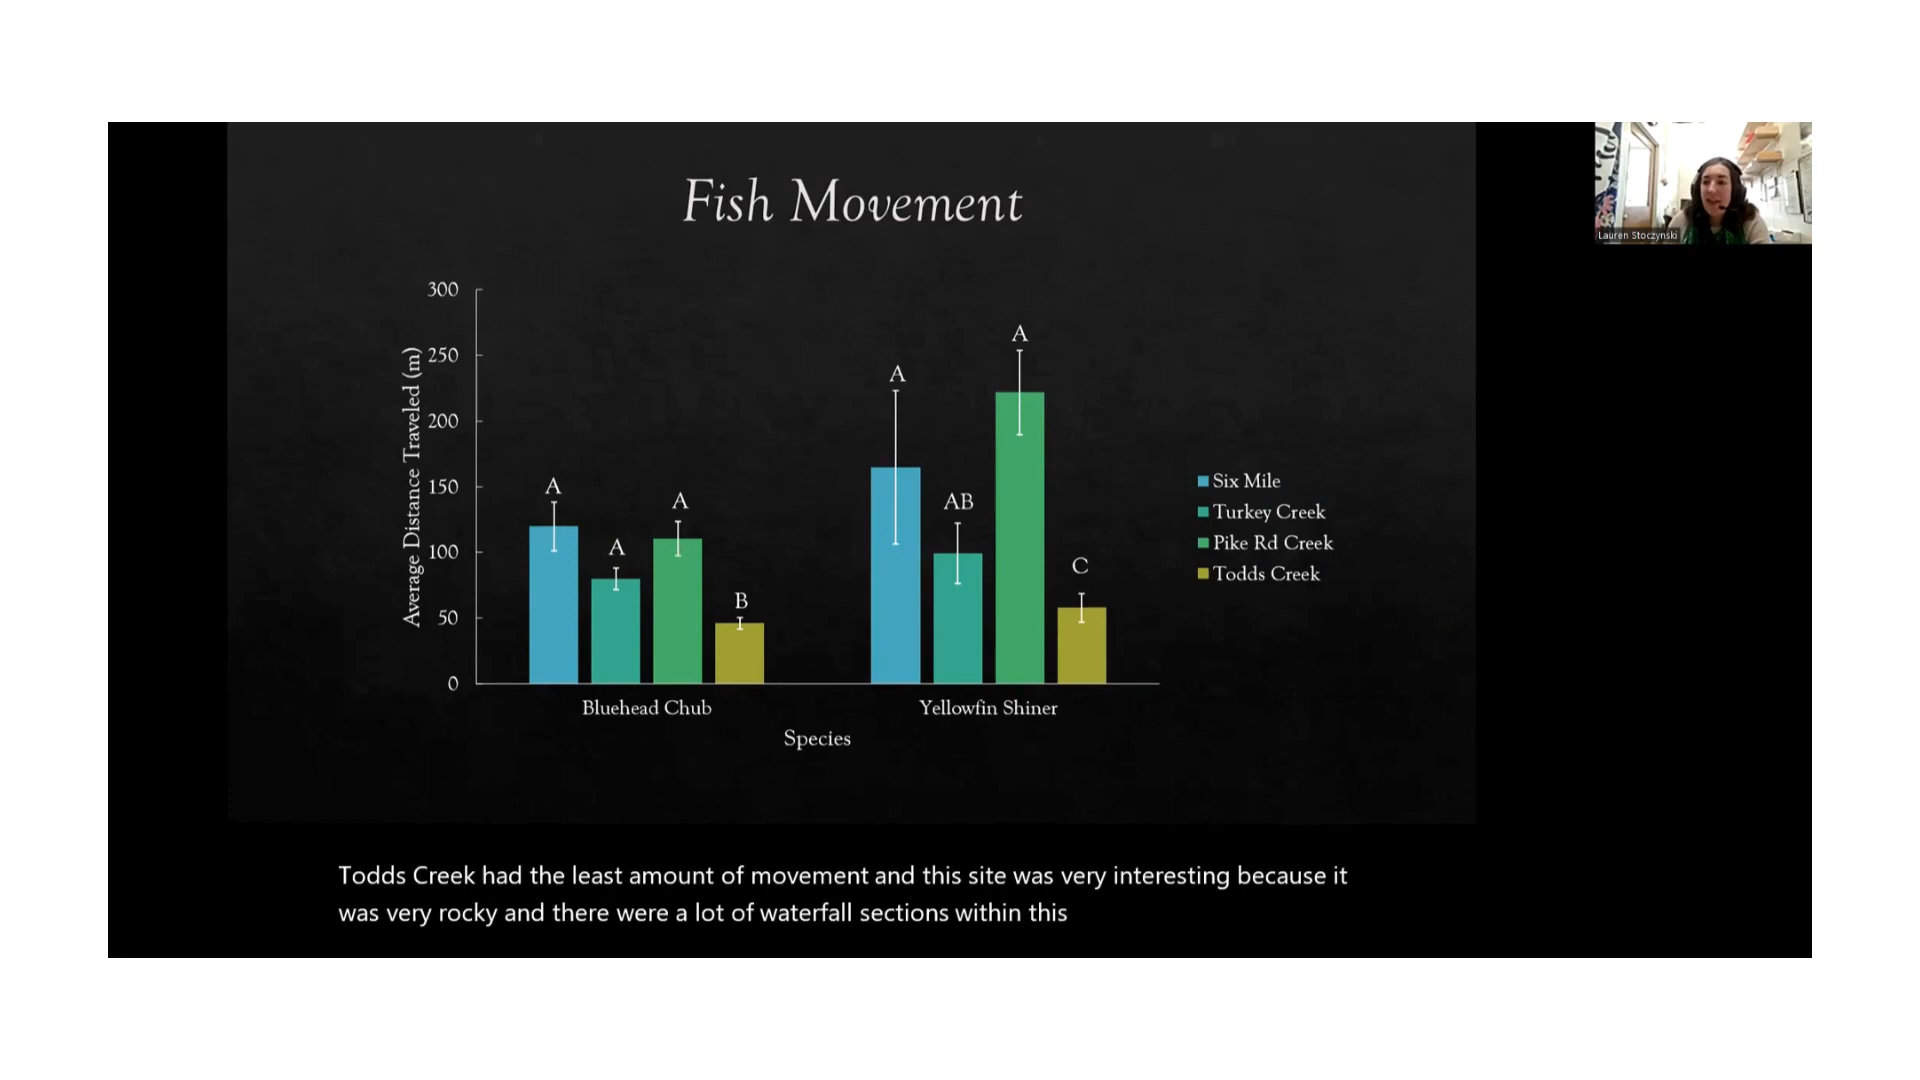 Fish Movement
Lauren Stoczynski
300
250
200
150
100
50
0
Average Distance Traveled (m)
A
A
A
B
A
AB
A
C
Bluehead Chub
Yellowfin Shiner
Species
Six Mile
Turkey Creek
Pike Rd Creek
Todds Creek
Todds Creek had the least amount of movement and this site was very interesting because it
was very rocky and there were a lot of waterfall sections within this